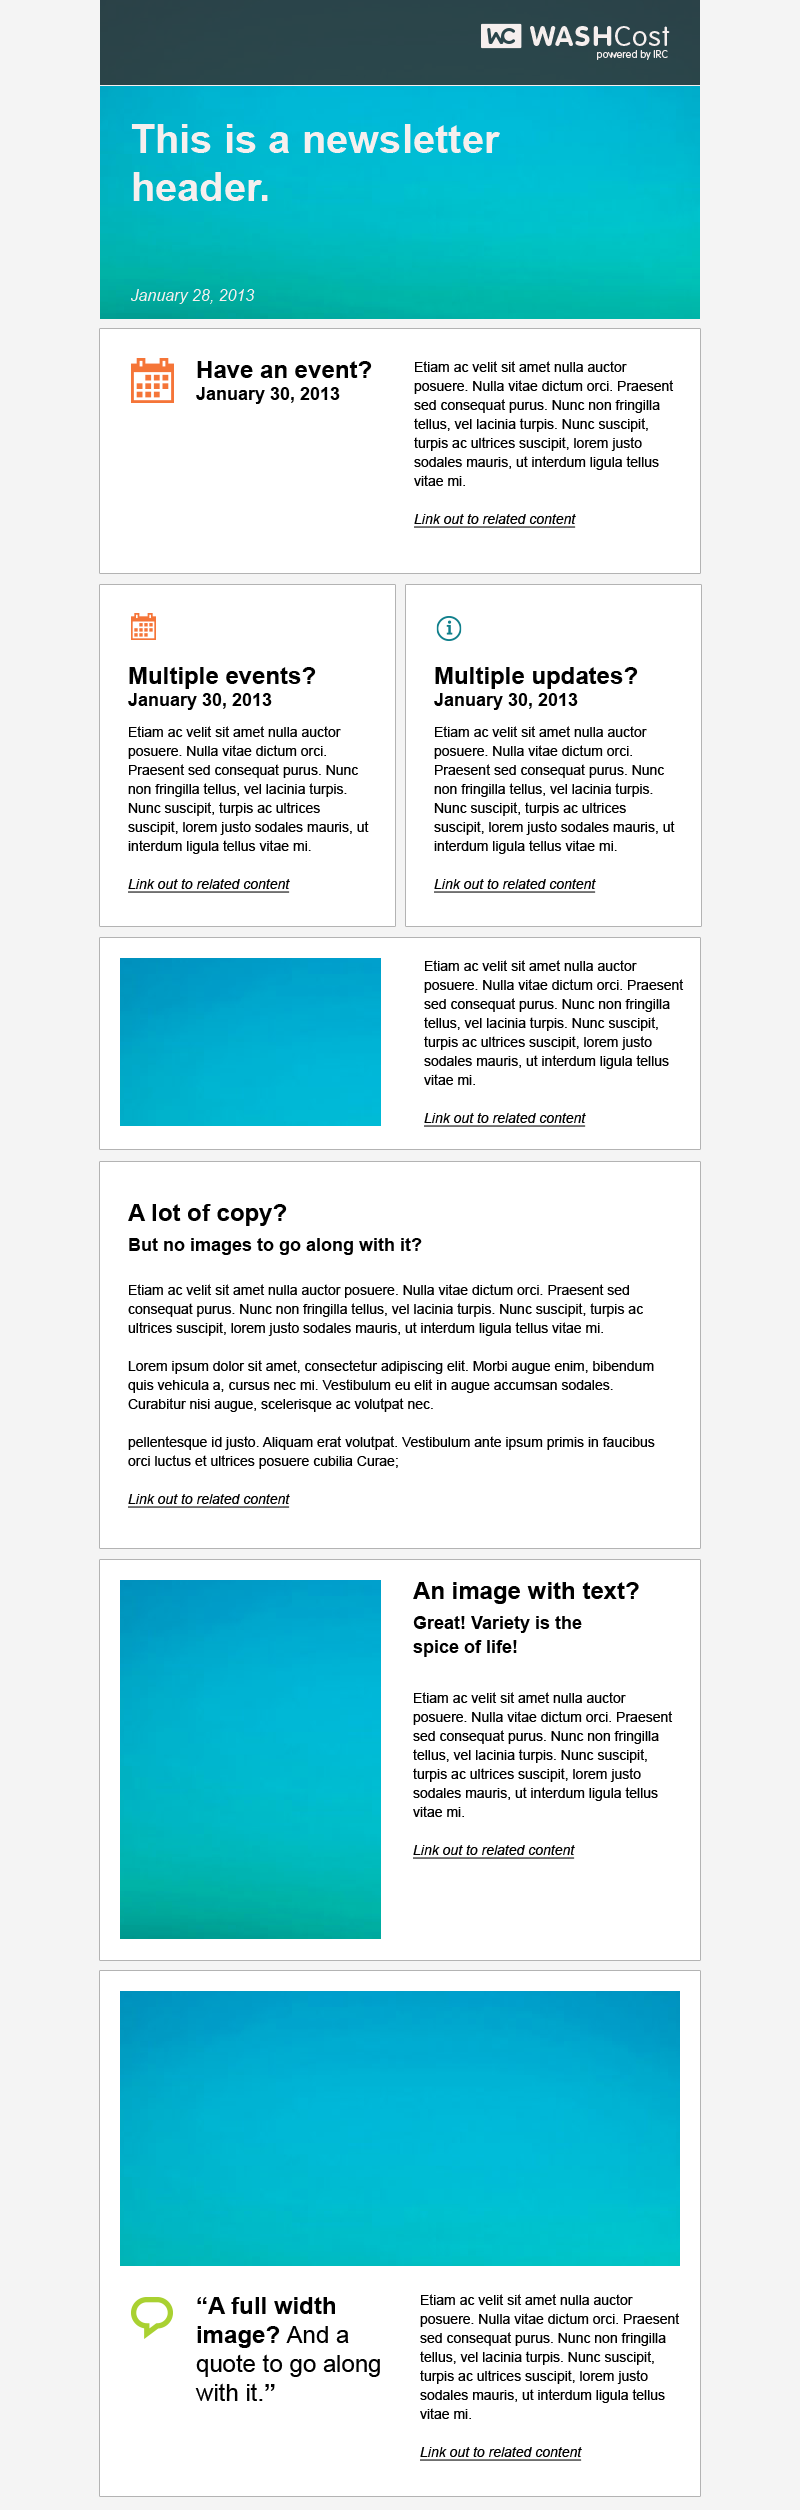 WC WASHCost
powered by IRC
This is a newsletter
header.
January 28, 2013
Have an event?
January 30, 2013
Etiam ac velit sit amet nulla auctor
posuere. Nulla vitae dictum orci. Praesent
sed consequat purus. Nunc non fringilla
tellus, vel lacinia turpis. Nunc suscipit,
turpis ac ultrices suscipit, lorem justo
sodales mauris, ut interdum ligula tellus
vitae mi.
Link out to related content
Multiple events?
January 30, 2013
Etiam ac velit sit amet nulla auctor
posuere. Nulla vitae dictum orci.
Praesent sed consequat purus. Nunc
non fringilla tellus, vel lacinia turpis.
Nunc suscipit, turpis ac ultrices
suscipit, lorem justo sodales mauris, ut
interdum ligula tellus vitae mi.
Link out to related content
Multiple updates?
January 30, 2013
Etiam ac velit sit amet nulla auctor
posuere. Nulla vitae dictum orci.
Praesent sed consequat purus. Nunc
non fringilla tellus, vel lacinia turpis.
Nunc suscipit, turpis ac ultrices
suscipit, lorem justo sodales mauris, ut
interdum ligula tellus vitae mi.
Link out to related content
Etiam ac velit sit amet nulla auctor
posuere. Nulla vitae dictum orci. Praesent
sed consequat purus. Nunc non fringilla
tellus, vel lacinia turpis. Nunc suscipit,
turpis ac ultrices suscipit, lorem justo
sodales mauris, ut interdum ligula tellus
vitae mi.
Link out to related content
A lot of copy?
But no images to go along with it?
Etiam ac velit sit amet nulla auctor posuere. Nulla vitae dictum orci. Praesent sed
consequat purus. Nunc non fringilla tellus, vel lacinia turpis. Nunc suscipit, turpis ac
ultrices suscipit, lorem justo sodales mauris, ut interdum ligula tellus vitae mi.
Lorem ipsum dolor sit amet, consectetur adipiscing elit. Morbi augue enim, bibendum
quis vehicula a, cursus nec mi. Vestibulum eu elit in augue accumsan sodales.
Curabitur nisi augue, scelerisque ac volutpat nec.
pellentesque id justo. Aliquam erat volutpat. Vestibulum ante ipsum primis in faucibus
orci luctus et ultrices posuere cubilia Curae;
Link out to related content
An image with text?
Great! Variety is the
spice of life!
Etiam ac velit sit amet nulla auctor
posuere. Nulla vitae dictum orci. Praesent
sed consequat purus. Nunc non fringilla
tellus, vel lacinia turpis. Nunc suscipit,
turpis ac ultrices suscipit, lorem justo
sodales mauris, ut interdum ligula tellus
vitae mi.
Link out to related content
“A full width
image? And a
quote to go along
with it.”
Etiam ac velit sit amet nulla auctor
posuere. Nulla vitae dictum orci. Praesent
sed consequat purus. Nunc non fringilla
tellus, vel lacinia turpis. Nunc suscipit,
turpis ac ultrices suscipit, lorem justo
sodales mauris, ut interdum ligula tellus
vitae mi.
Link out to related content